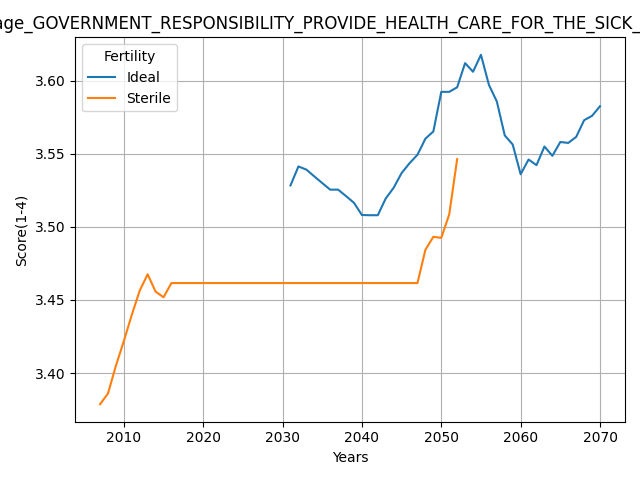 age_GOVERNMENT_RESPONSIBILITY_PROVIDE_HEALTH_CARE_FOR_THE_SICK_
Fertility
Ideal
Sterile
3.60
3.55
3.50
3.45
3.40
Score(1-4)
2010 2020 2030 2040 2050 2060 2070
Years